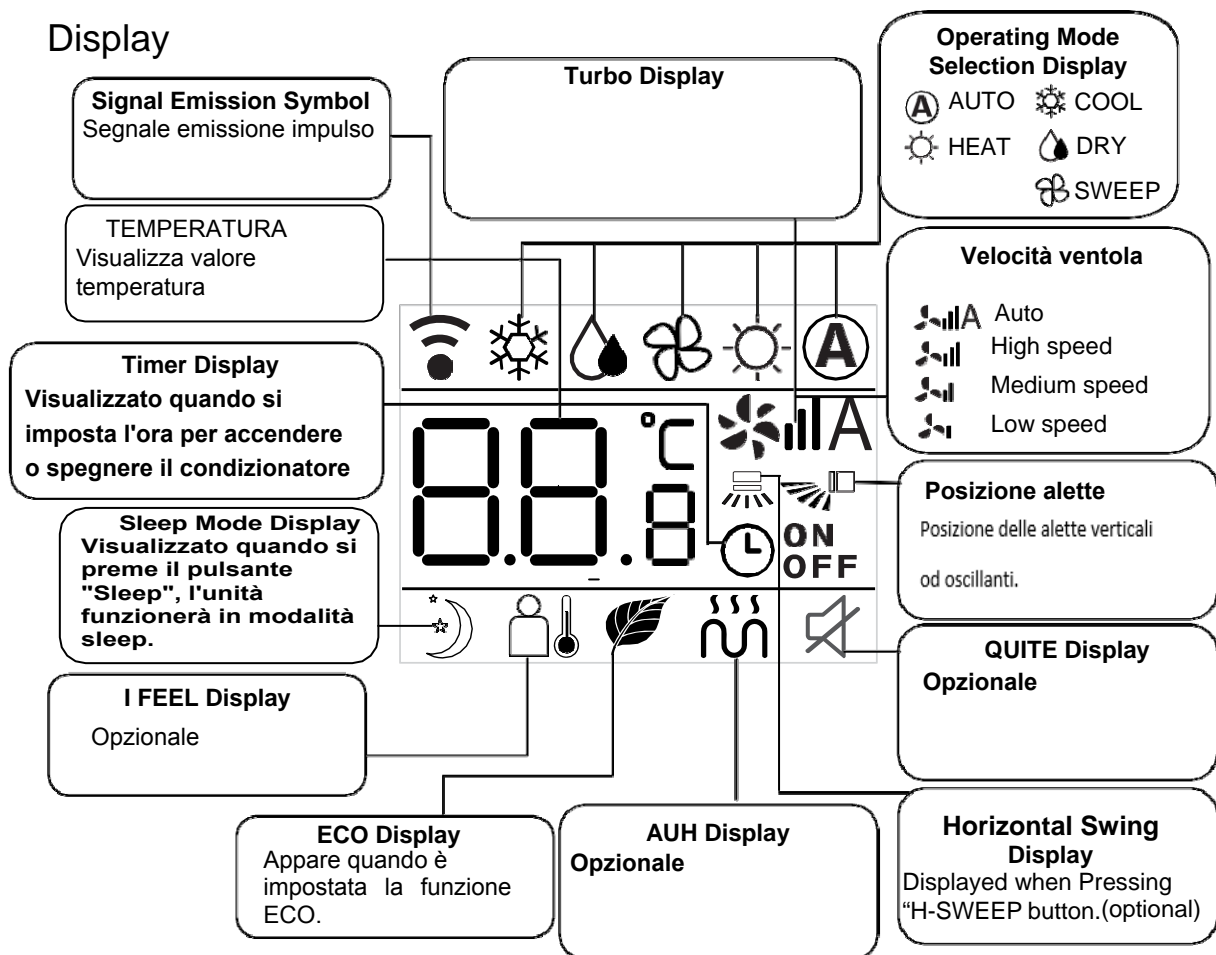 Display
Signal Emission Symbol
Segnale emissione impulso
Turbo Display
Operating Mode
Selection Display
A AUTO COOL
HEAT DRY
SWEEP
TEMPERATURA
Visualizza valore
temperatura
Velocità ventola
A Auto
High speed
Medium speed
Low speed
Timer Display
Visualizzato quando si
imposta l'ora per accendere
o spegnere il condizionatore
A
88.8 °C
A
ON
OFF
Posizione alette
Posizione delle alette verticali
od oscillanti.
Sleep Mode Display
Visualizzato quando si
preme il pulsante
"Sleep", l'unità
funzionerà in modalità
sleep.
QUITE Display
Opzionale
I FEEL Display
Opzionale
ECO Display
Appare quando è
impostata la funzione
ECO.
AUH Display
Opzionale
Horizontal Swing
Display
Displayed when Pressing
“H-SWEEP button.(optional)